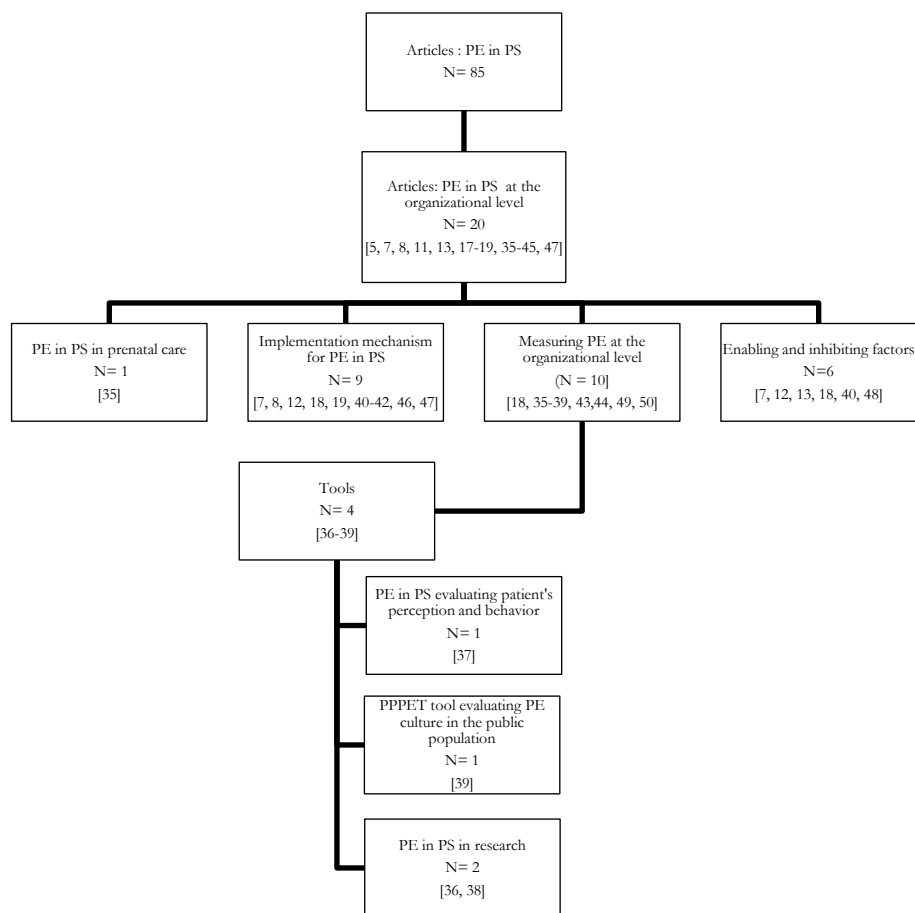 Articles : PE in PS
N= 85
Articles: PE in PS at the
organizational level
N= 20
[5, 7, 8, 11, 13, 17-19, 35-45, 47]
PE in PS in prenatal care
N= 1
[35]
Implementation mechanism
for PE in PS
N= 9
[7, 8, 12, 18, 19, 40-42, 46, 47]
Measuring PE at the
organizational level
(N = 10]
[18, 35-39, 43,44, 49, 50]
Enabling and inhibiting factors
N=6
[7, 12, 13, 18, 40, 48]
Tools
N= 4
[36-39]
PE in PS evaluating patient's
perception and behavior
N= 1
[37]
PPPET tool evaluating PE
culture in the public
population
N= 1
[39]
PE in PS in research
N= 2
[36, 38]